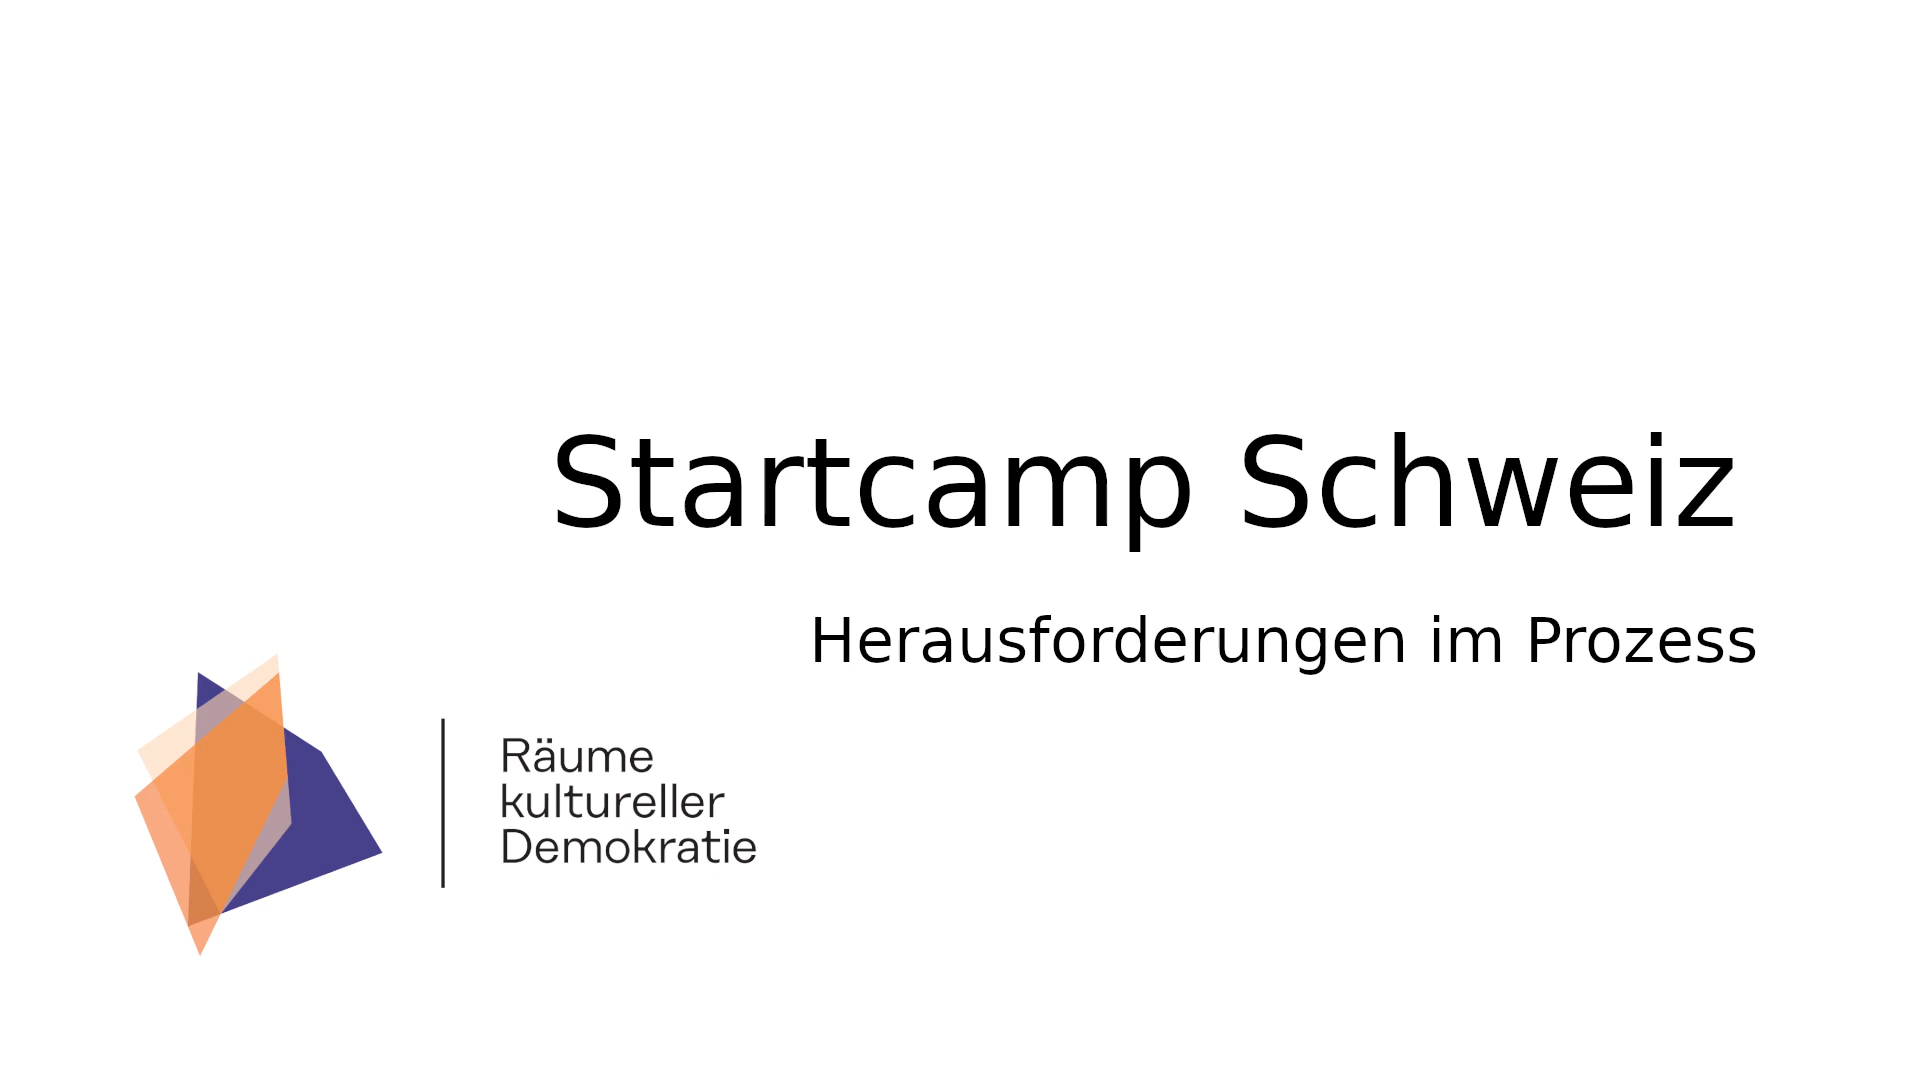 Startcamp Schweiz
Herausforderungen im Prozess
Räume
kultureller
Demokratie